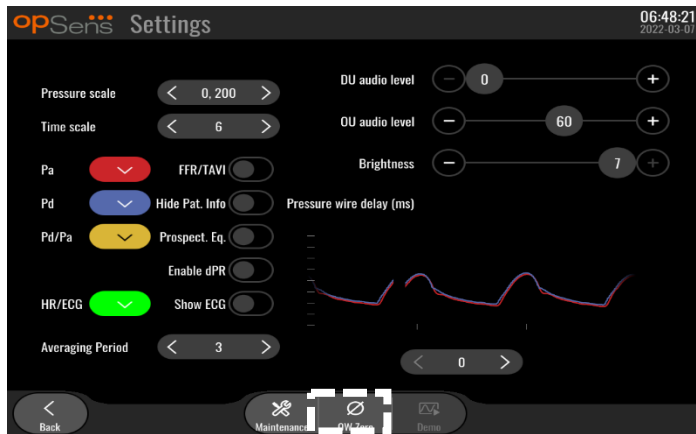 opSens Settings
06:48:21
2022-03-07
Pressure scale
0, 200
Time scale
6
DU audio level
0
OU audio level
60
Brightness
7
Pa
FFR/TAVI
Pd
Hide Pat. Info
Pressure wire delay (ms)
Pd/Pa
Prospect. Eq.
Enable dPR
HR/ECG
Show ECG
Averaging Period
3
0
Back
Maintenance
OW Zero
Demo